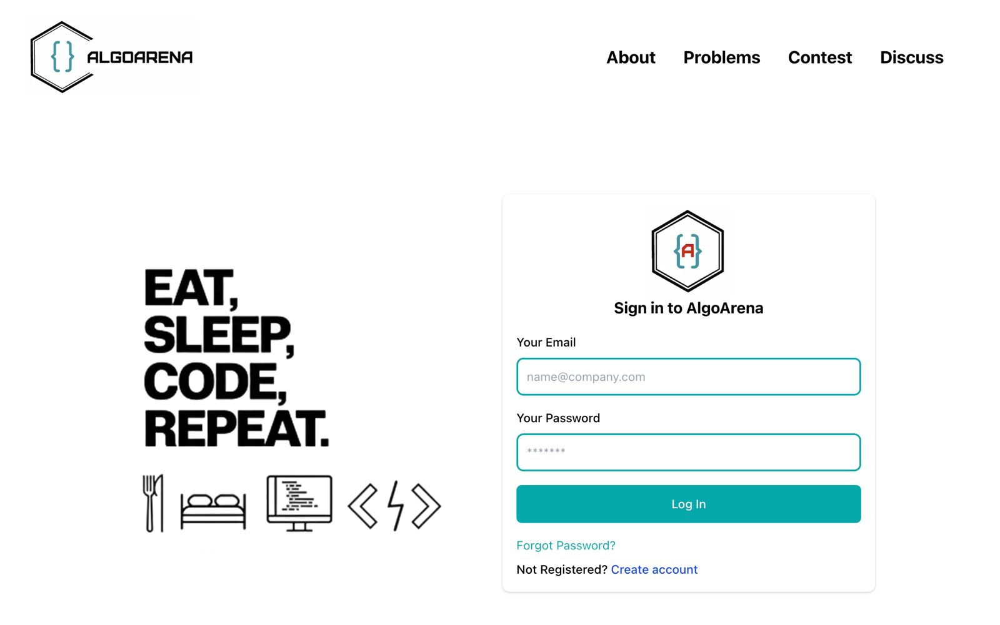 { } ALGOARENA
About Problems Contest Discuss
EAT,
SLEEP,
CODE,
REPEAT.
{A}
Sign in to AlgoArena
Your Email
name@company.com
Your Password
*******
Log In
Forgot Password?
Not Registered? Create account